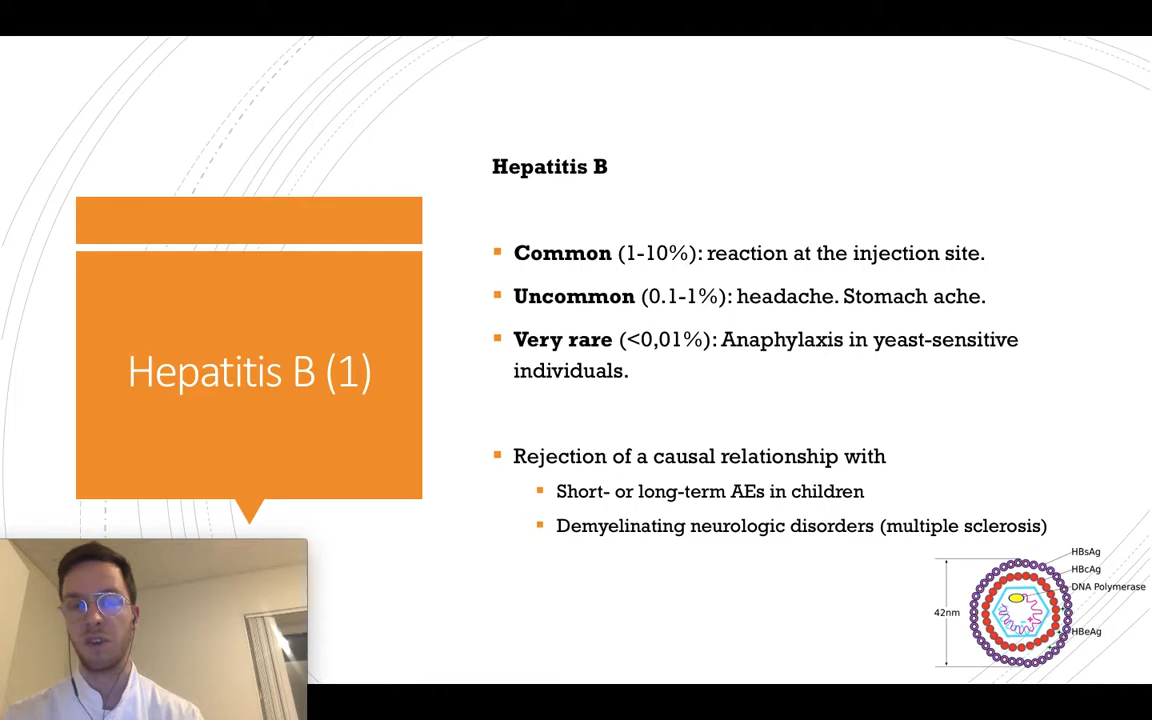 Hepatitis B (1)
Hepatitis B
Common (1-10%): reaction at the injection site.
Uncommon (0.1-1%): headache. Stomach ache.
Very rare (<0,01%): Anaphylaxis in yeast-sensitive
individuals.
Rejection of a causal relationship with
Short- or long-term AEs in children
Demyelinating neurologic disorders (multiple sclerosis)
HBsAg
HBcAg
DNA Polymerase
42nm
HBeAg